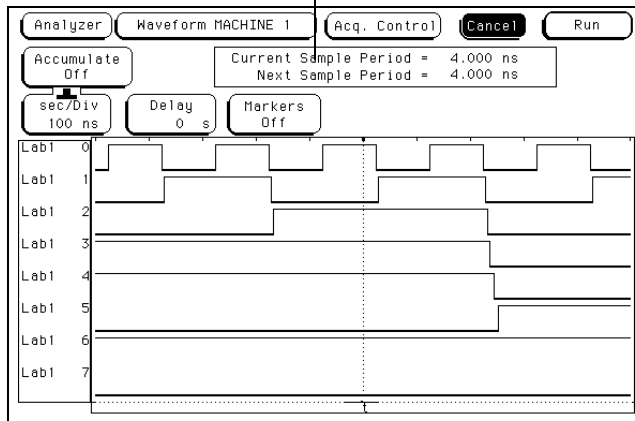 Analyzer Waveform MACHINE 1 Acq. Control Cancel Run
Accumulate
Off
Current Sample Period = 4.000 ns
Next Sample Period = 4.000 ns
sec/Div
100 ns
Delay
0 s
Markers
Off
Lab1 0
Lab1 1
Lab1 2
Lab1 3
Lab1 4
Lab1 5
Lab1 6
Lab1 7
t